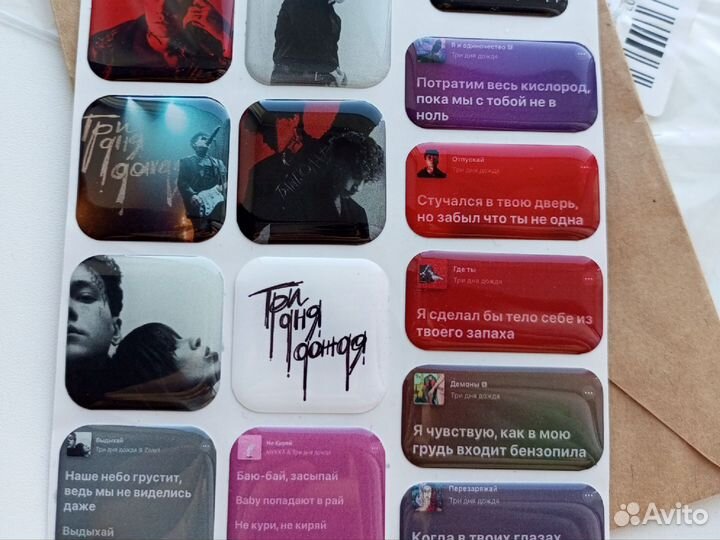 Три
дня
дождя
Три
дня
дождя
Выдыхай
Наше небо грустит,
ведь мы не виделись
даже
Выдыхай
Не Киряй
Баю-бай, засыпай
Baby попадают в рай
Не кури, не киряй
Я и одиночество
Три дня дождя
Потратим весь кислород,
пока мы с тобой не в
ноль
Отпускай
Три дня дождя
Стучался в твою дверь,
но забыл что ты не одна
Где ты
Три дня дождя
Я сделал бы тело себе из
твоего запаха
Демоны
Три дня дождя
Я чувствую, как в мою
грудь входит бензопила
Перезаряжай
Три дня дождя
Когда в твоих глазах
Avito